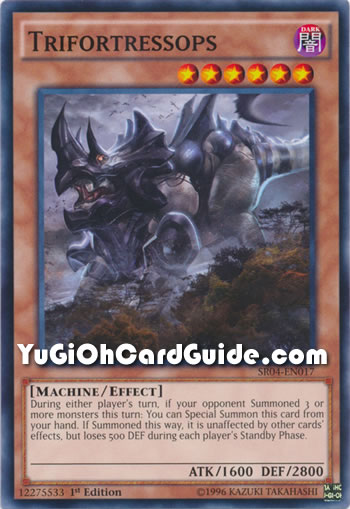 TRIFORTRESSOPS
DARK
闇
YuGiOhCardGuide.com
SR04-EN017
[MACHINE/EFFECT]
During either player's turn, if your opponent Summoned 3 or
more monsters this turn: You can Special Summon this card from
your hand. If Summoned this way, it is unaffected by other cards'
effects, but loses 500 DEF during each player's Standby Phase.
ATK/1600 DEF/2800
12275533 1st Edition ©1996 KAZUKI TAKAHASHI